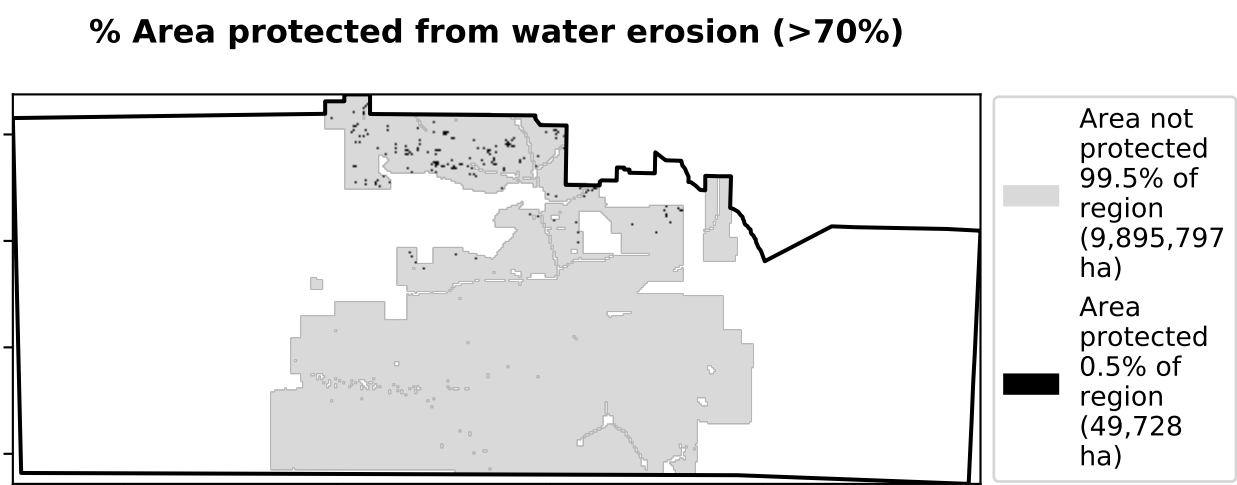 % Area protected from water erosion (>70%)
Area not
protected
99.5% of
region
(9,895,797
ha)
Area
protected
0.5% of
region
(49,728
ha)